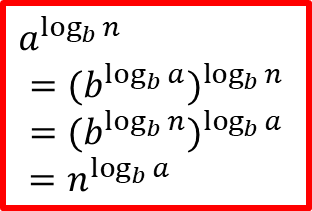 a^{\log_b n}
= (b^{\log_b a})^{\log_b n}
= (b^{\log_b n})^{\log_b a}
= n^{\log_b a}